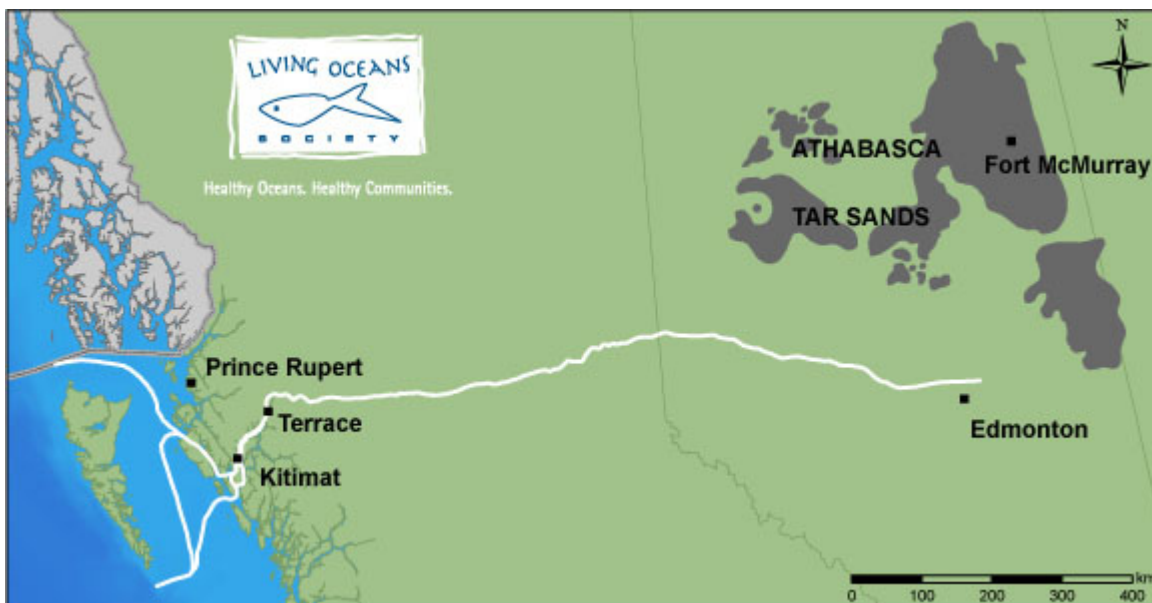 LIVING OCEANS
SOCIETY
Healthy Oceans. Healthy Communities.
N
ATHABASCA
Fort McMurray
TAR SANDS
Prince Rupert
Terrace
Edmonton
Kitimat
km
0 100 200 300 400